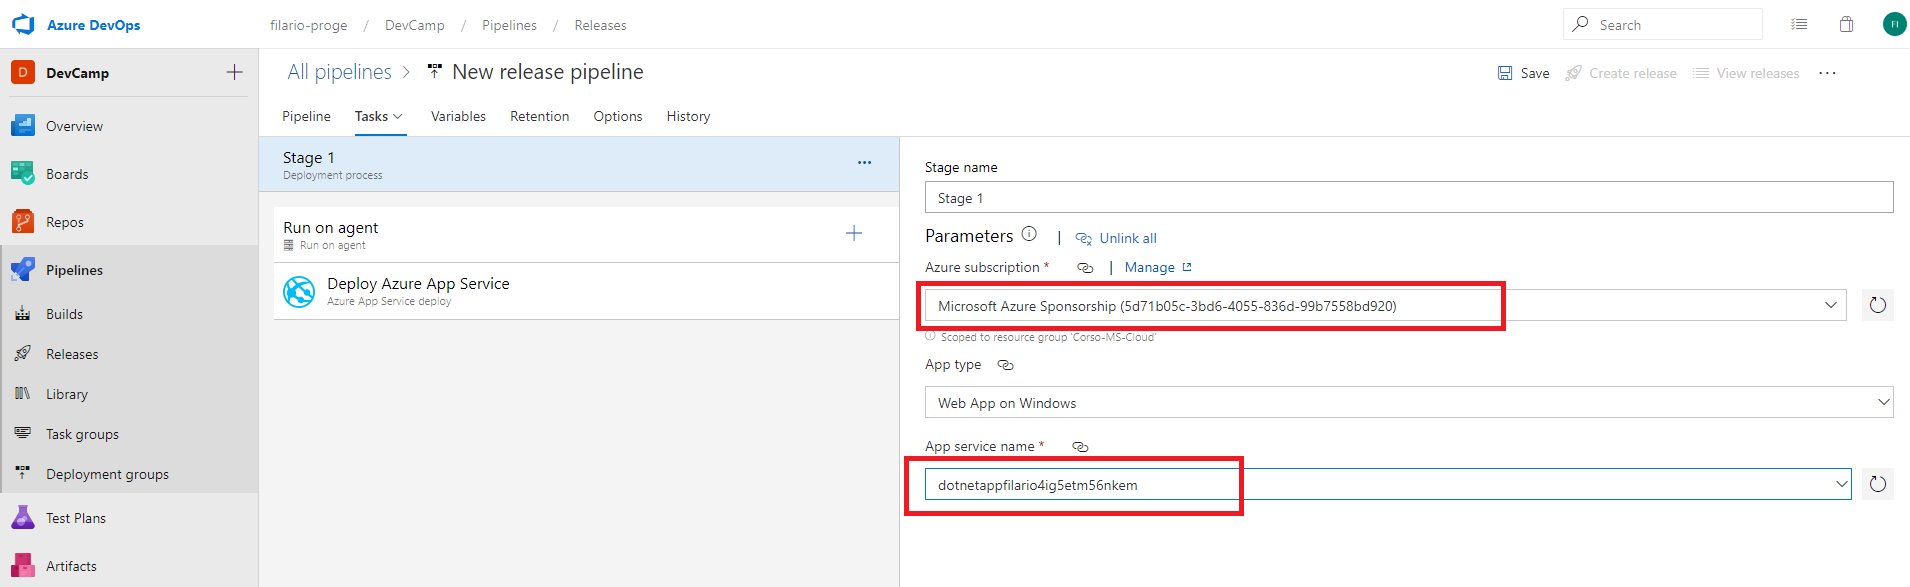 Azure DevOps
filario-proge / DevCamp / Pipelines / Releases
Search
FI
D DevCamp
Overview
Boards
Repos
Pipelines
Builds
Releases
Library
Task groups
Deployment groups
Test Plans
Artifacts
All pipelines > New release pipeline
Save Create release View releases ...
Pipeline Tasks Variables Retention Options History
Stage 1
Deployment process
Run on agent
Run on agent
Deploy Azure App Service
Azure App Service deploy
Stage name
Stage 1
Parameters | Unlink all
Azure subscription * | Manage
Microsoft Azure Sponsorship (5d71b05c-3bd6-4055-836d-99b7558bd920)
Scoped to resource group 'Corso-MS-Cloud'
App type
Web App on Windows
App service name *
dotnetappfilario4ig5etm56nkem